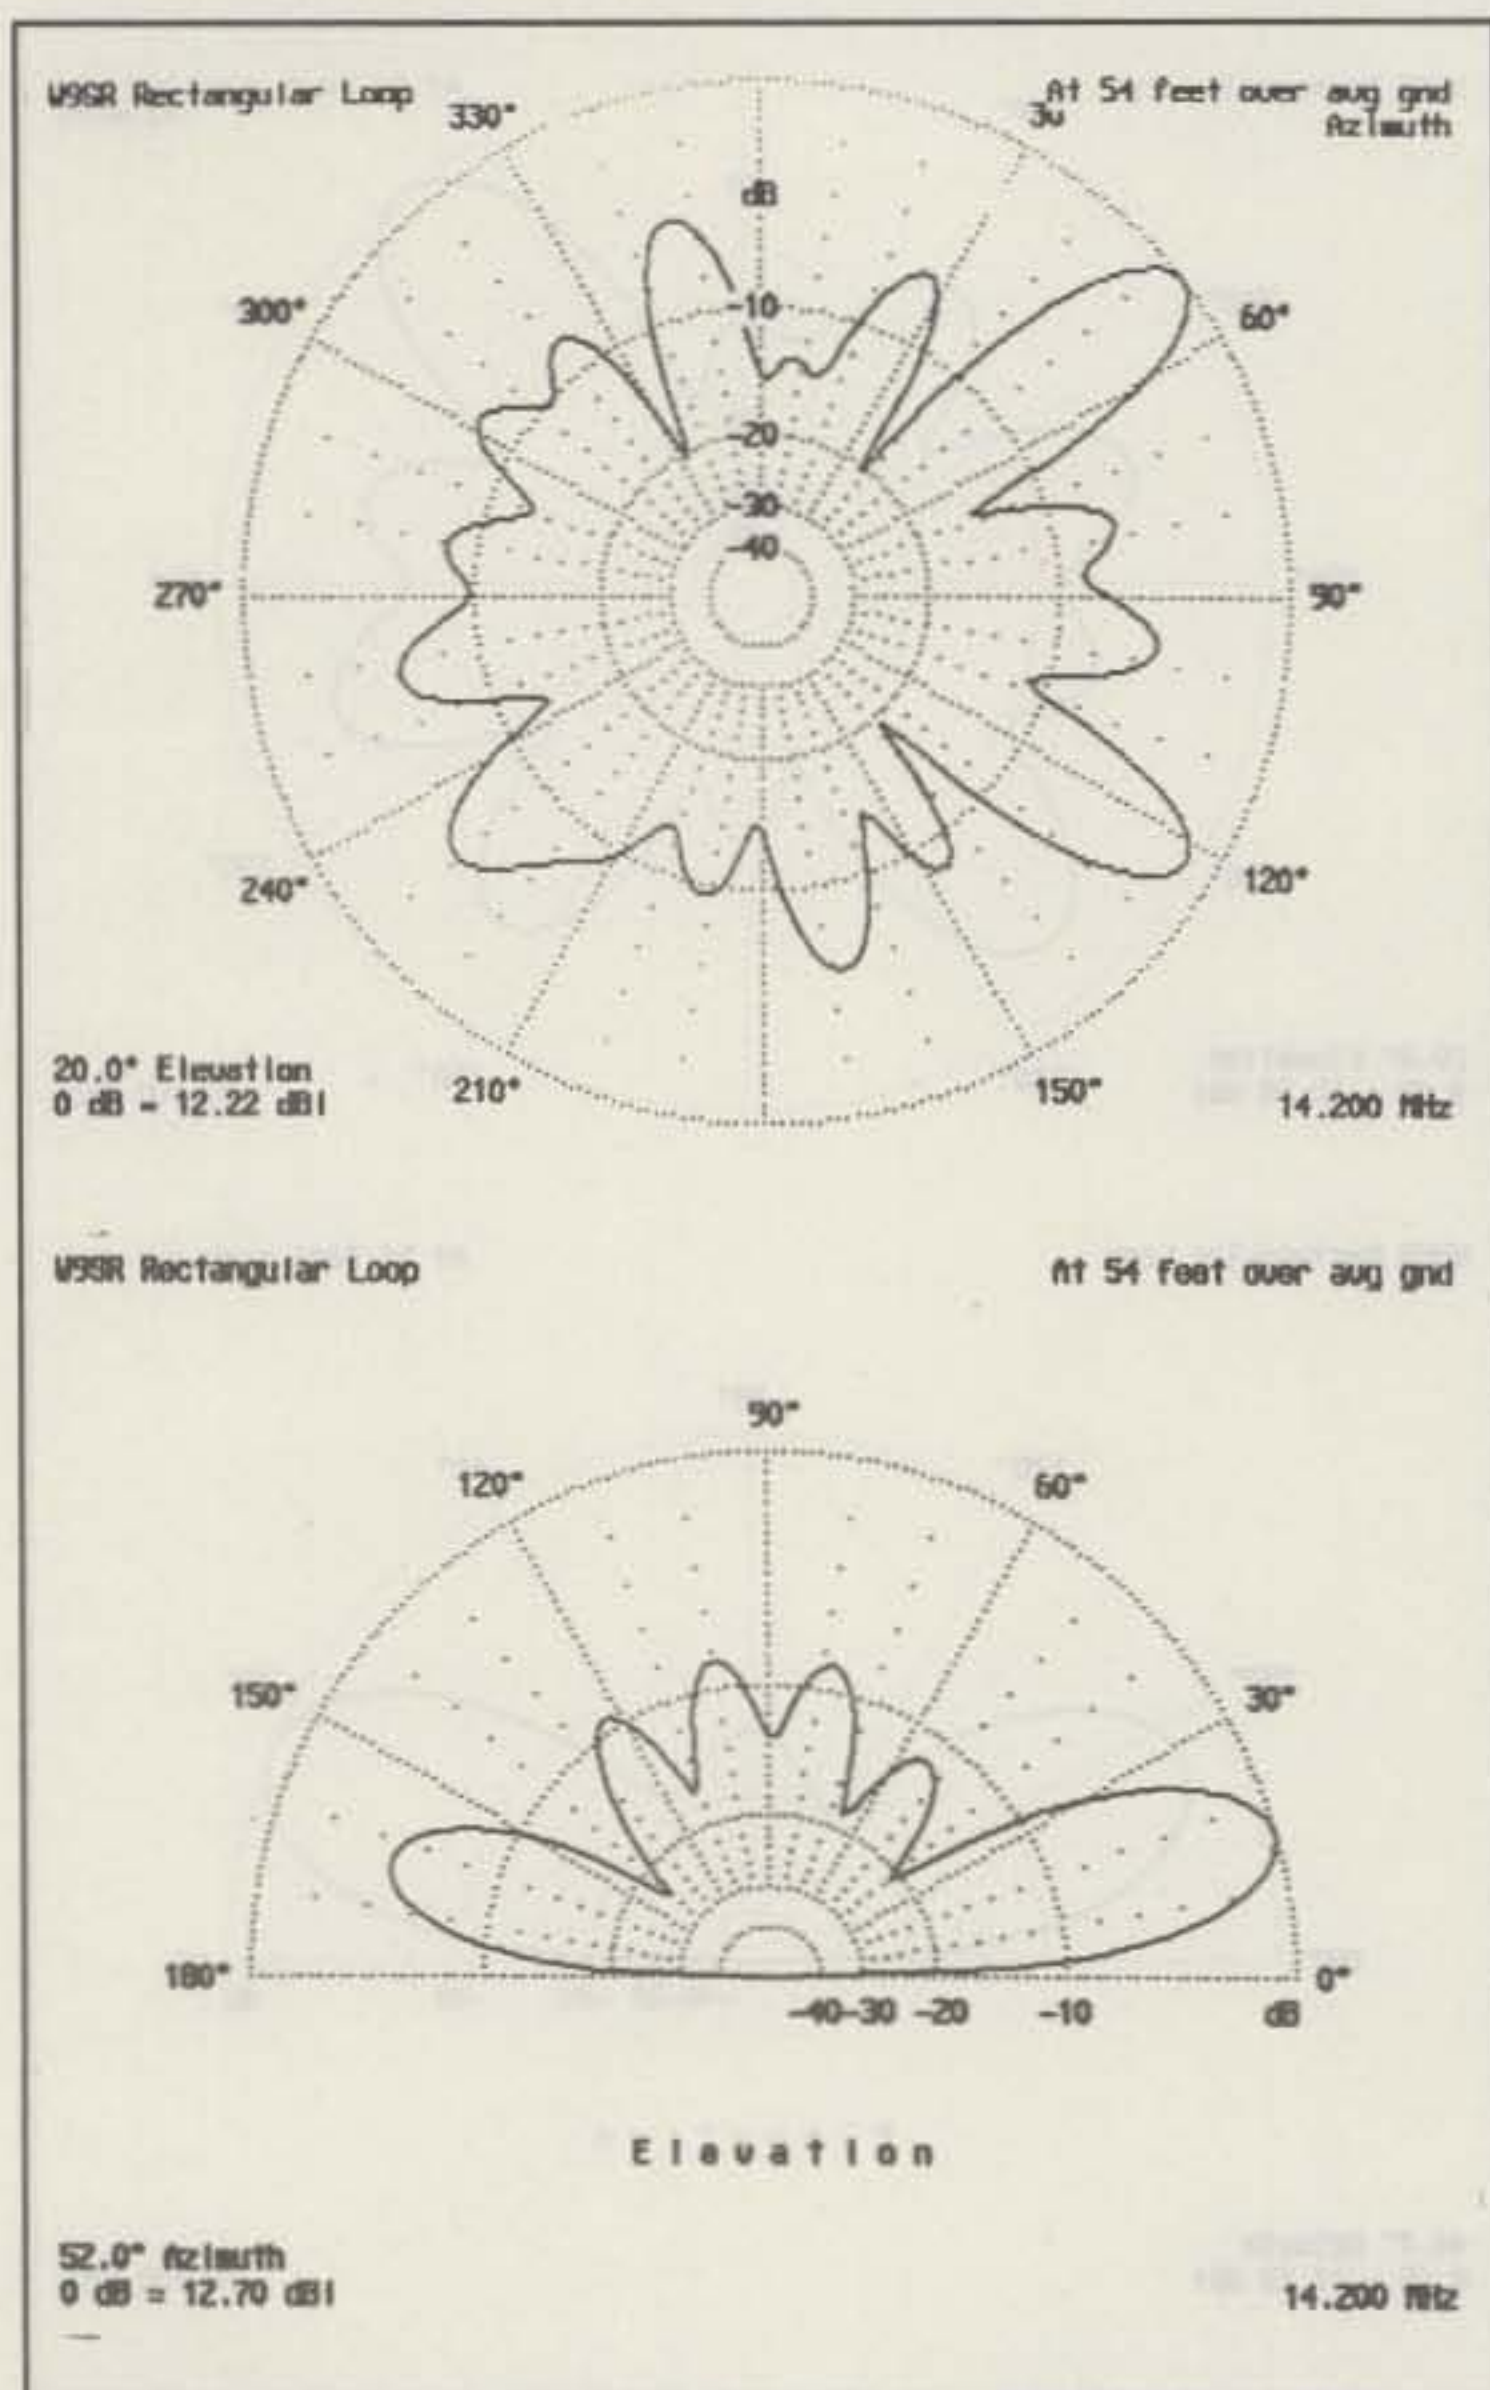 W9SR Rectangular Loop
At 54 feet over avg gnd
Azimuth
330°
30
dB
300°
-10
60°
-20
-30
-40
270°
90°
240°
120°
210°
150°
20.0° Elevation
0 dB = 12.22 dBi
14.200 MHz
W9SR Rectangular Loop
At 54 feet over avg gnd
90°
120°
60°
150°
30°
180°
0°
-40 -30 -20 -10 dB
Elevation
52.0° Azimuth
0 dB = 12.70 dBi
14.200 MHz